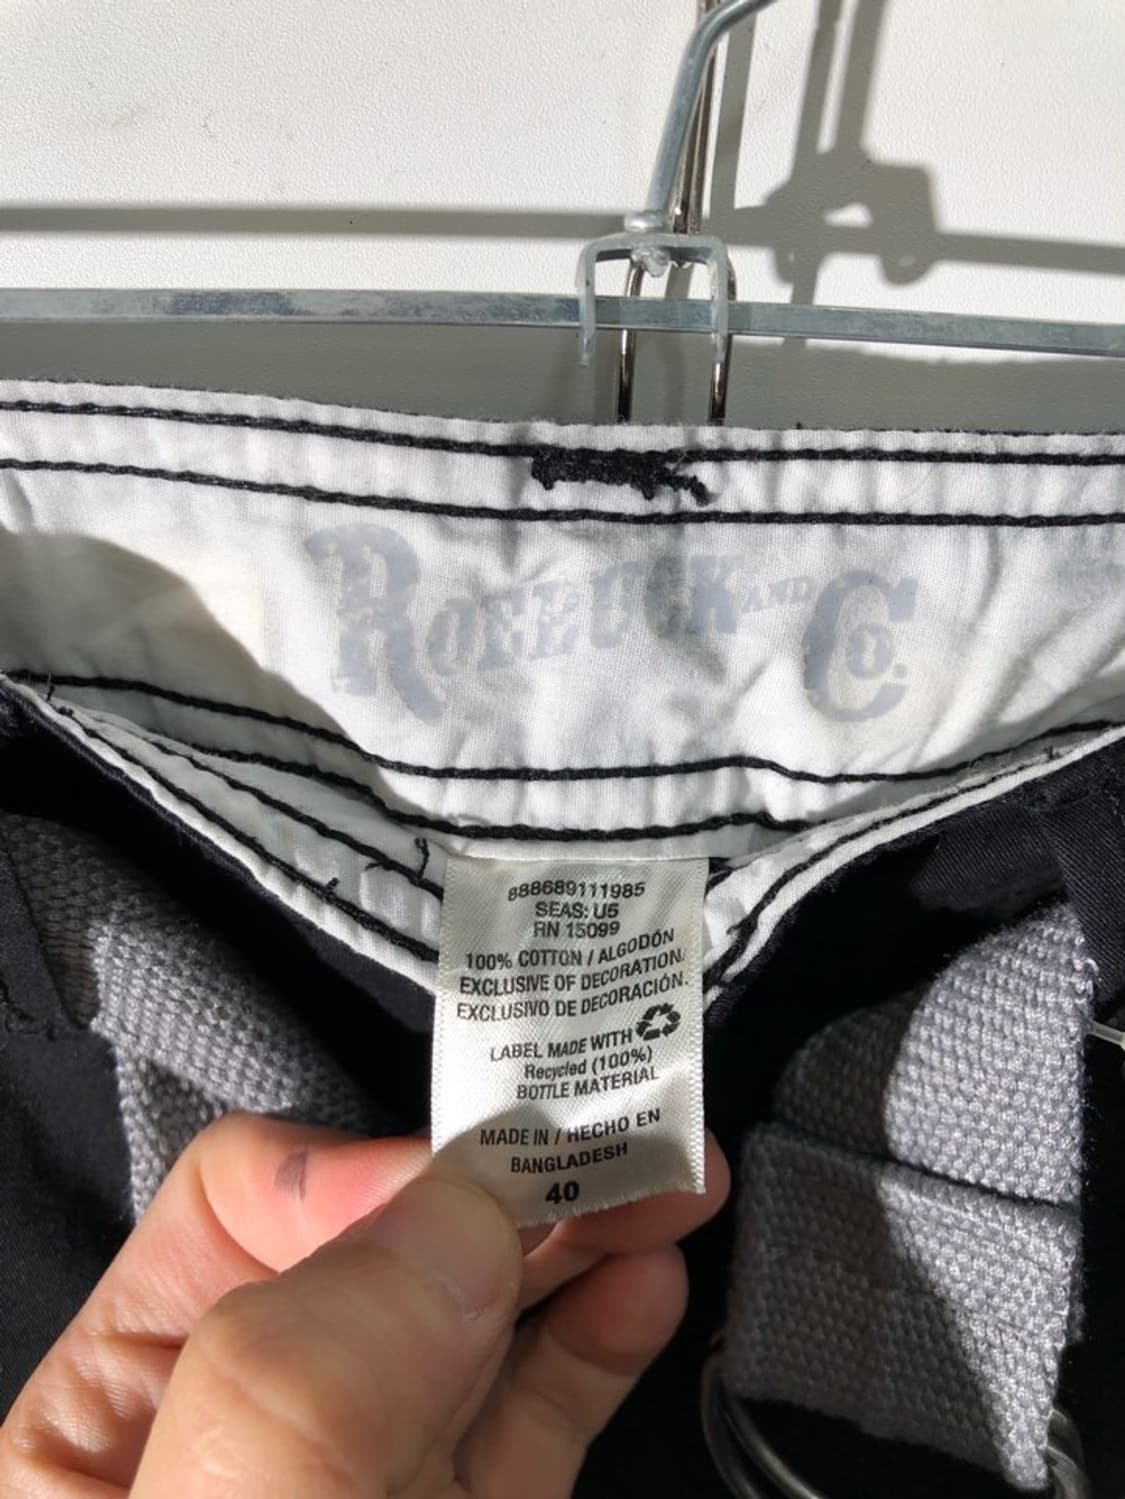 ROEBUCK AND CO.
888689111985
SEAS: U5
RN 15099
100% COTTON / ALGODÓN
EXCLUSIVE OF DECORATION.
EXCLUSIVO DE DECORACIÓN.
LABEL MADE WITH
Recycled (100%)
BOTTLE MATERIAL
MADE IN / HECHO EN
BANGLADESH
40